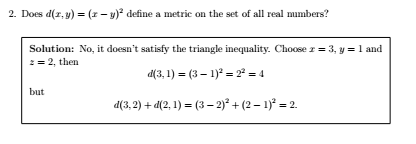 2. Does d(x, y) = (x − y)² define a metric on the set of all real numbers?
Solution: No, it doesn't satisfy the triangle inequality. Choose x = 3, y = 1 and
z = 2, then
d(3, 1) = (3 − 1)² = 2² = 4
but
d(3, 2) + d(2, 1) = (3 − 2)² + (2 − 1)² = 2.